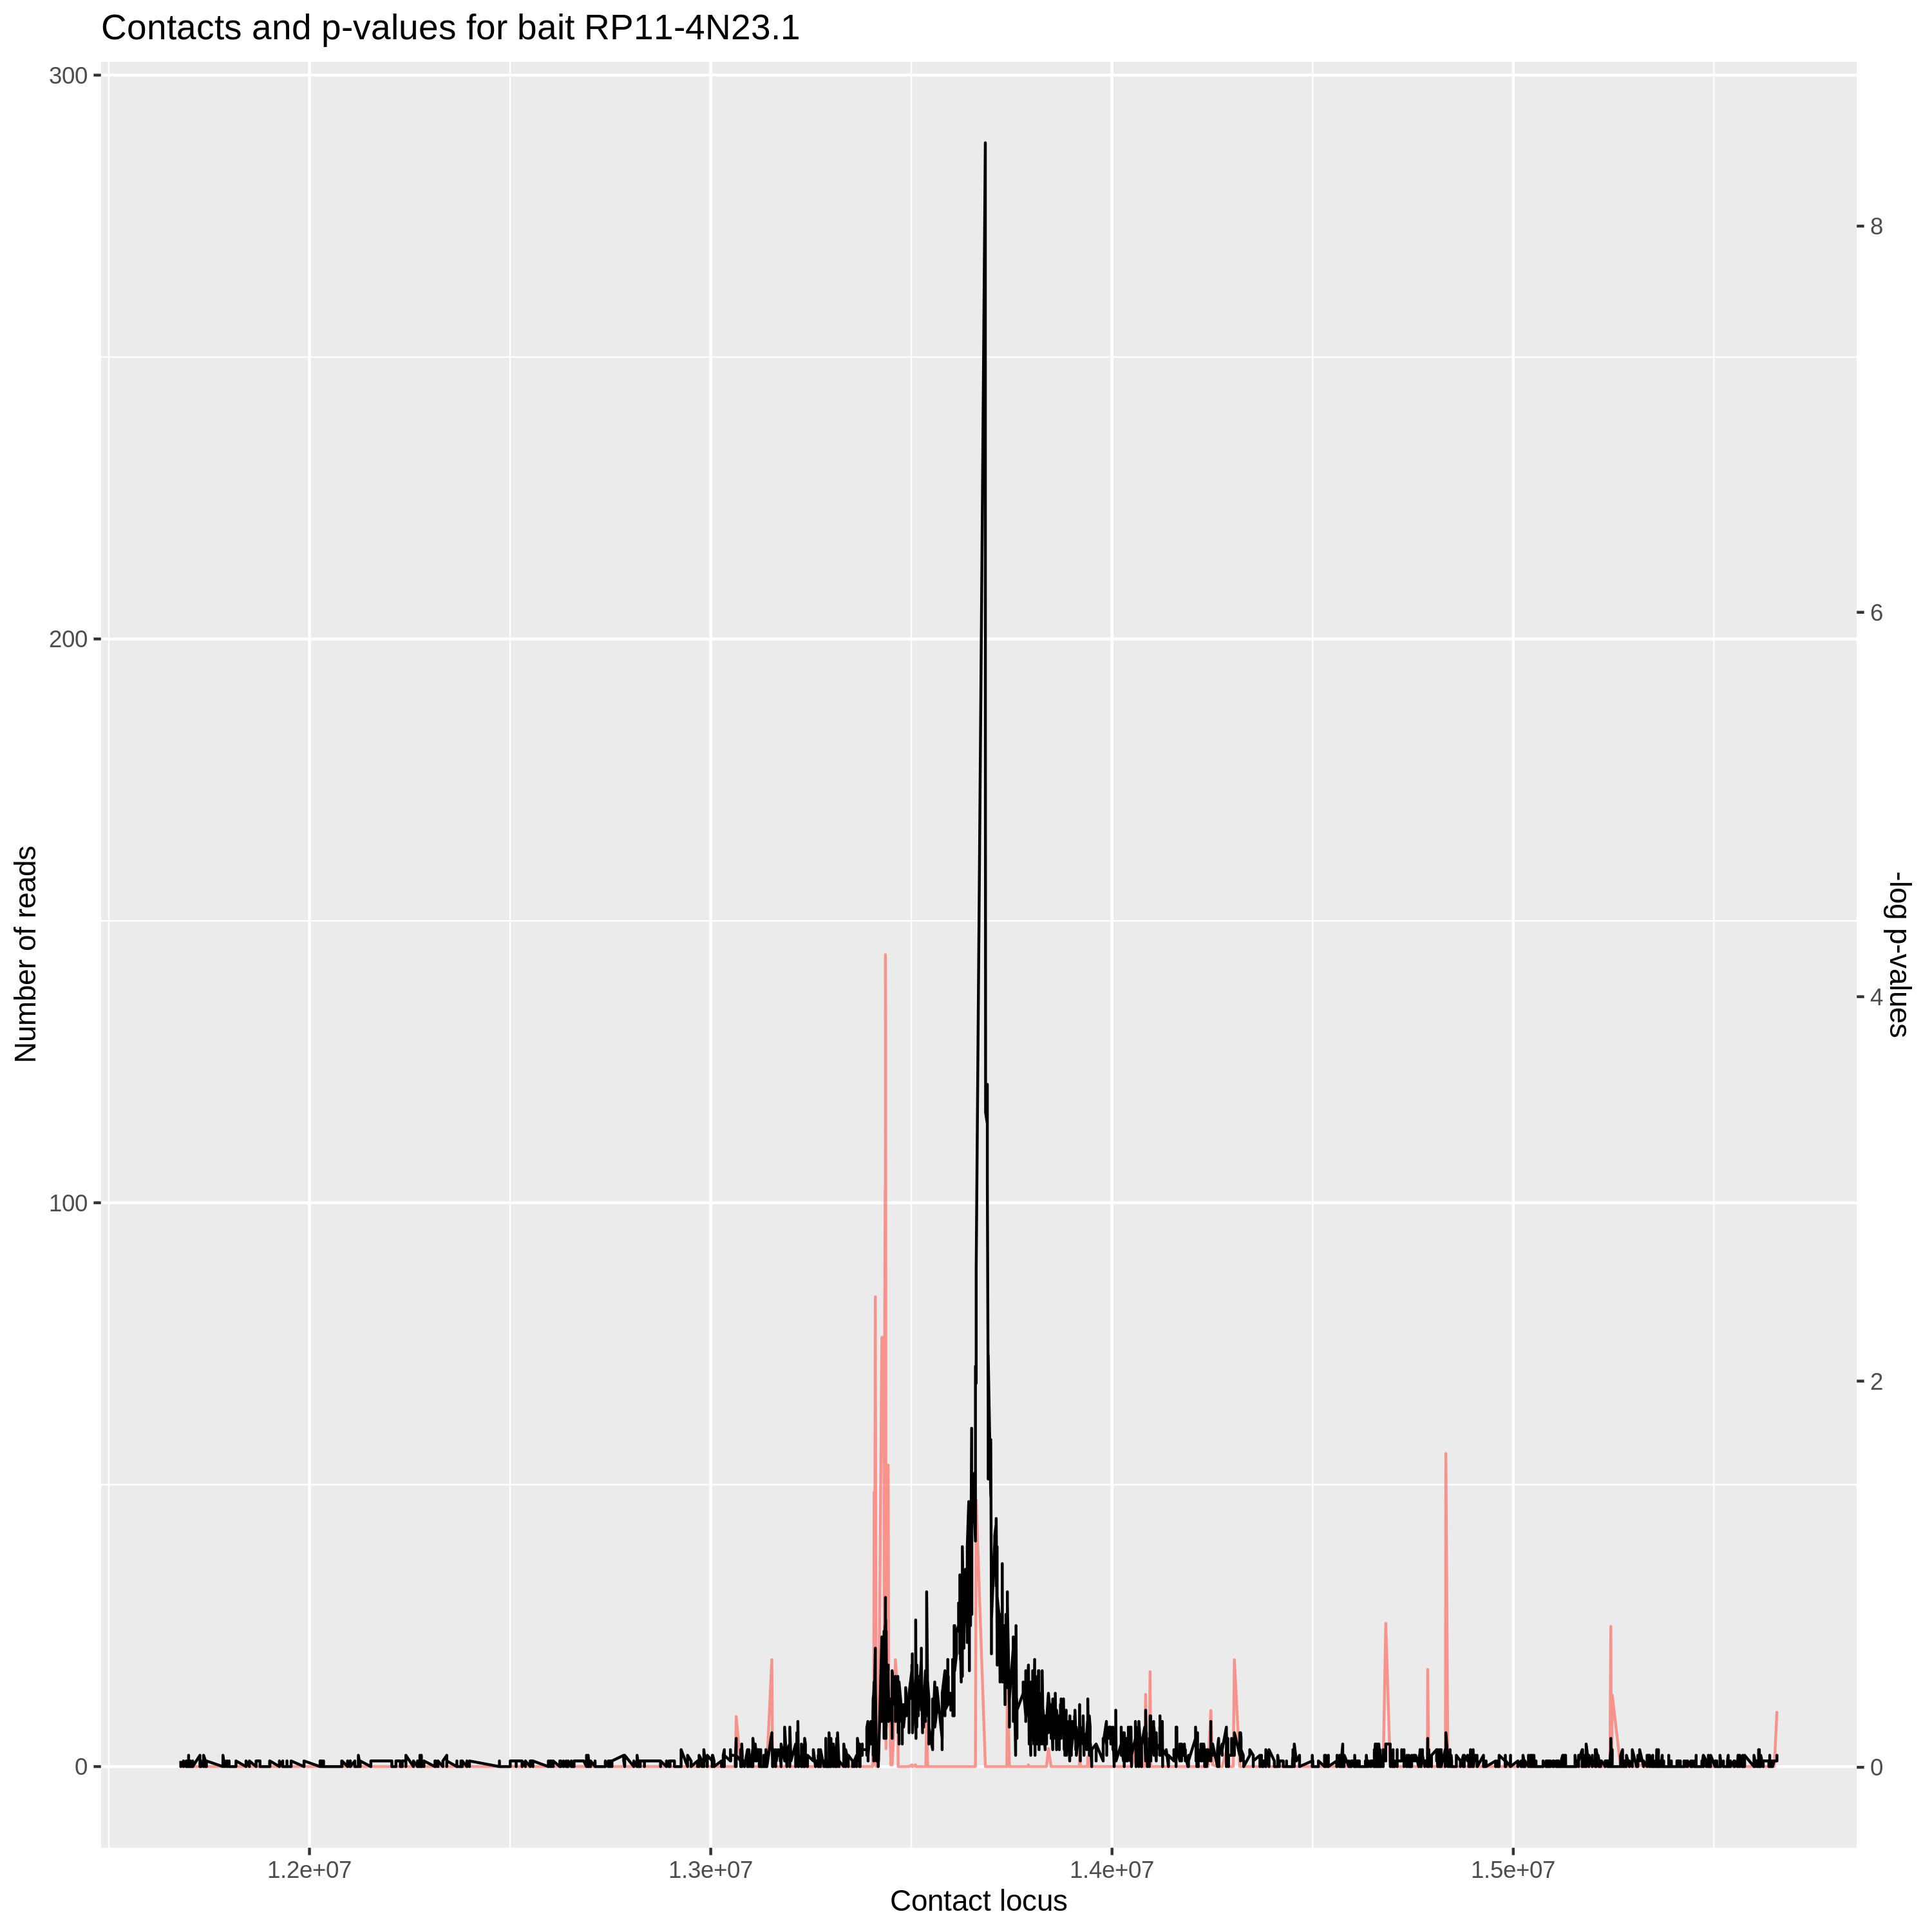 Contacts and p-values for bait RP11-4N23.1
300
200
100
0
Number of reads
8
6
4
2
0
-log p-values
1.2e+07
1.3e+07
1.4e+07
1.5e+07
Contact locus